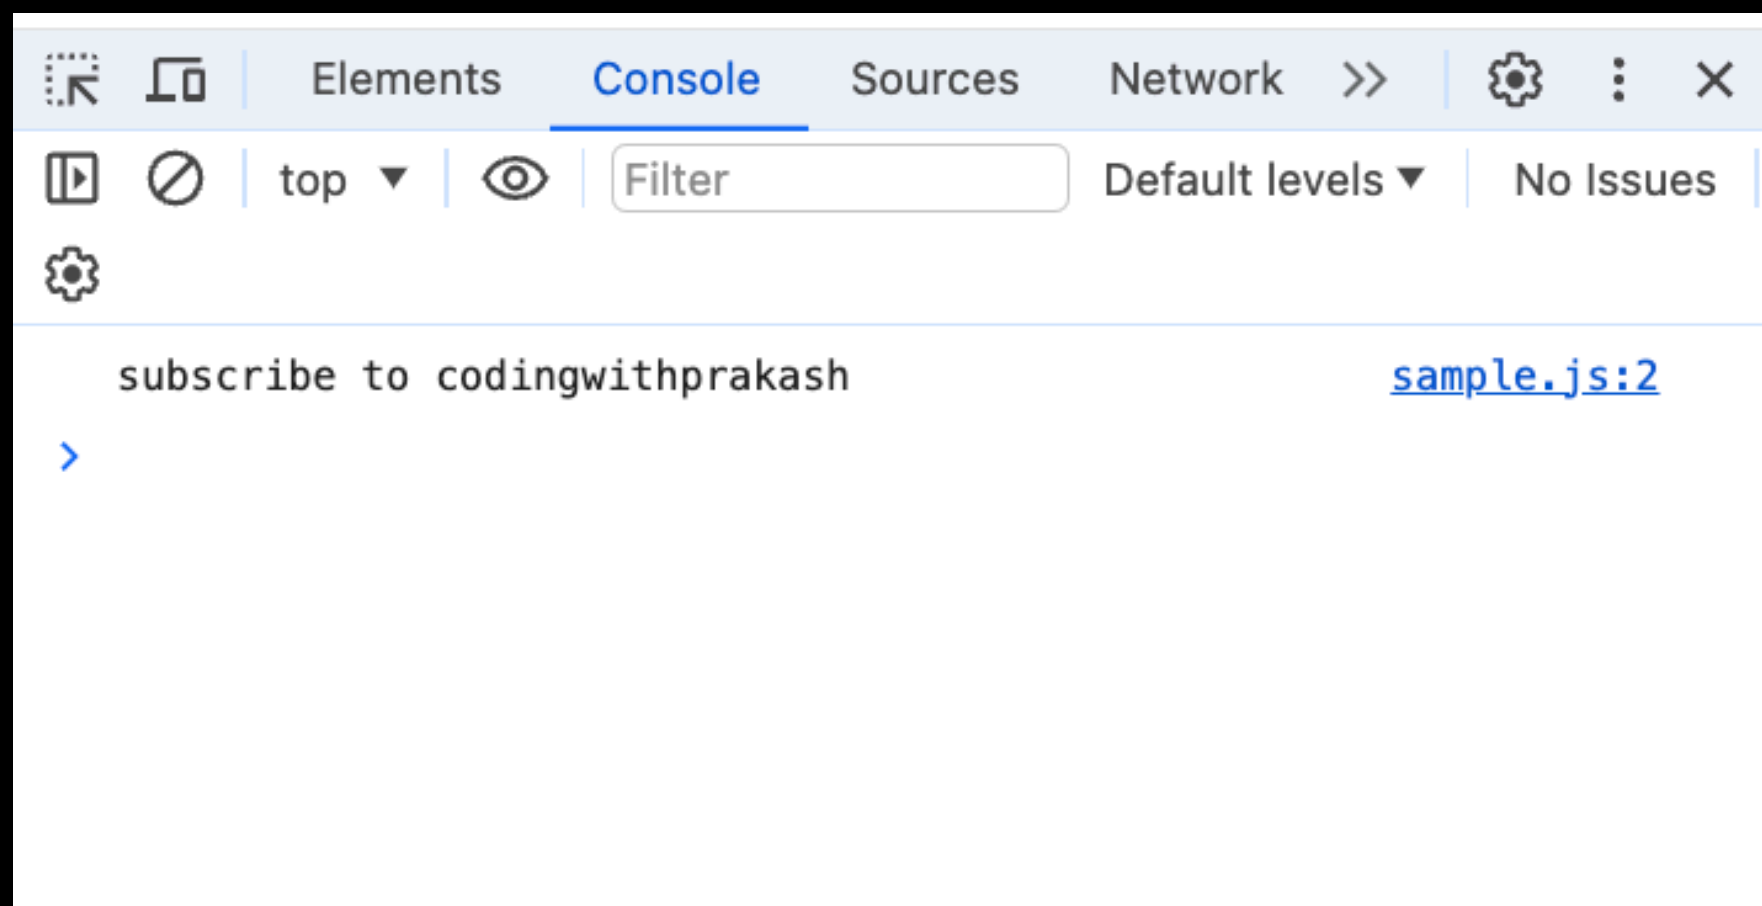 Elements Console Sources Network
top Filter Default levels No Issues
subscribe to codingwithprakash sample.js:2